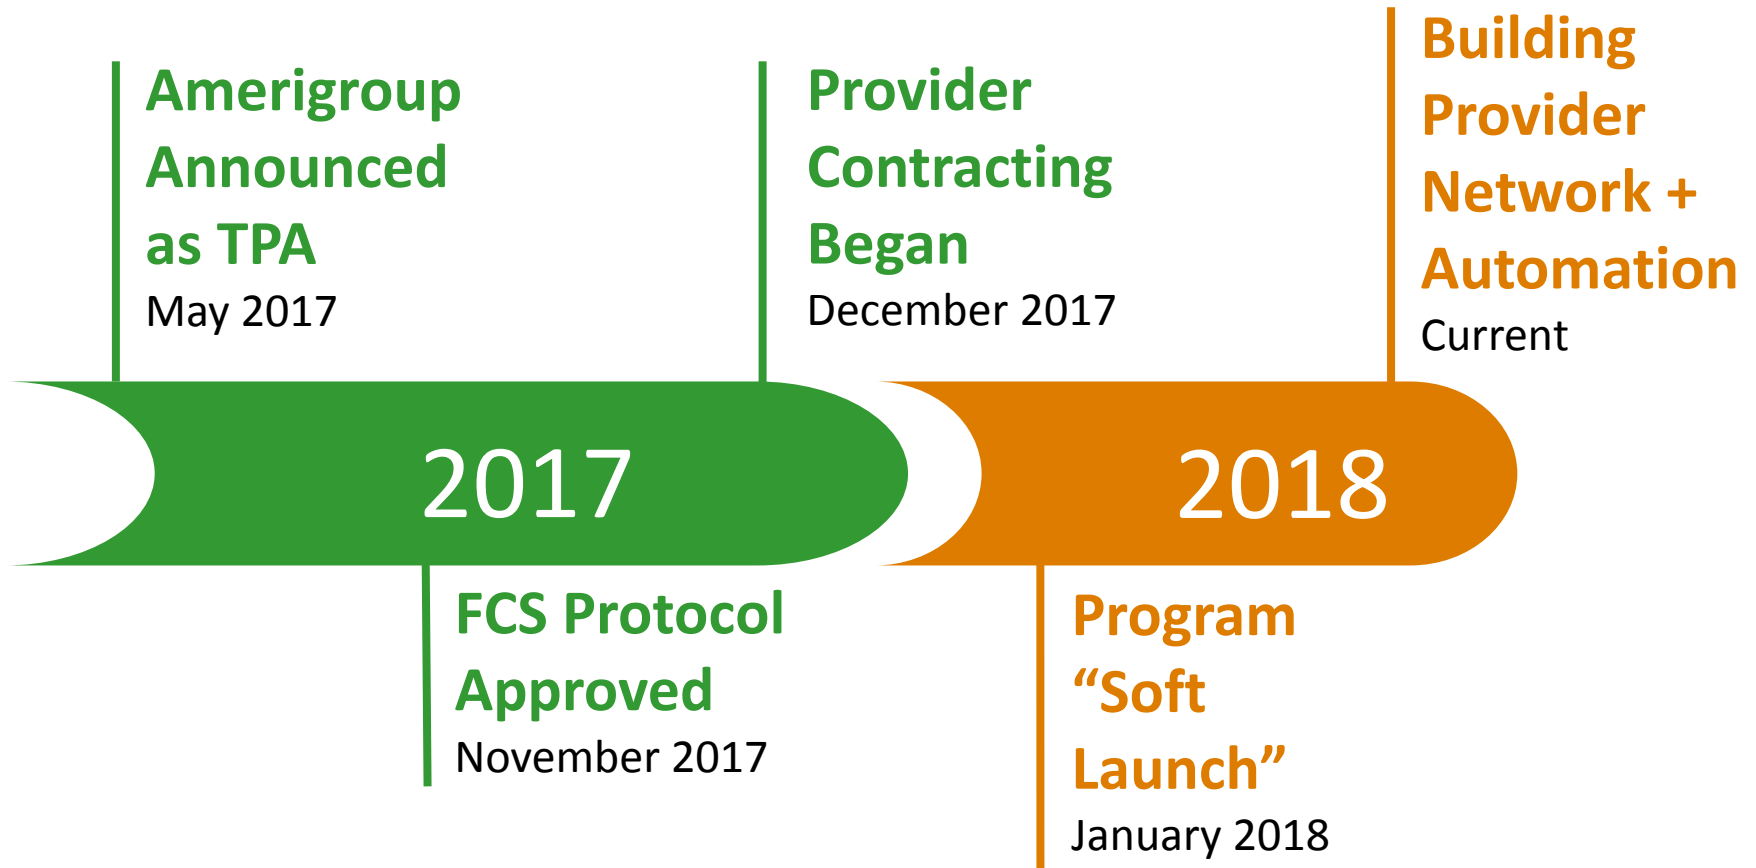 Amerigroup
Announced
as TPA
May 2017
Provider
Contracting
Began
December 2017
Building
Provider
Network +
Automation
Current
2017
2018
FCS Protocol
Approved
November 2017
Program
“Soft
Launch”
January 2018